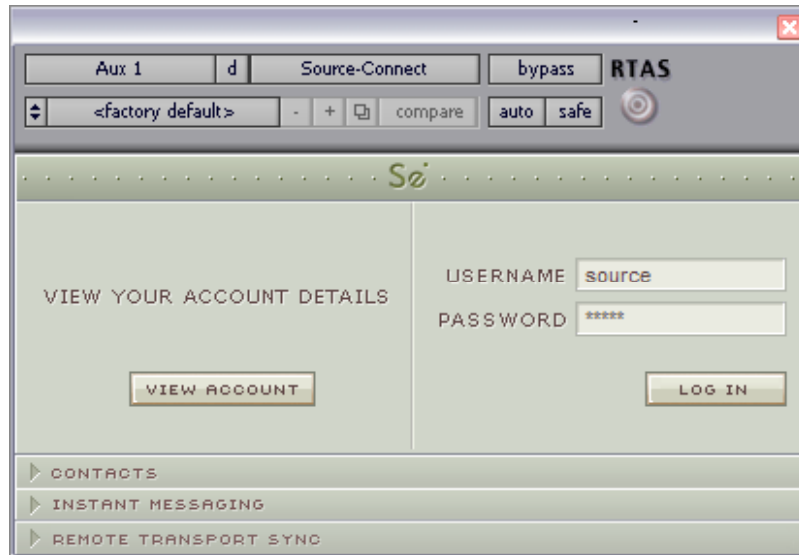 Aux 1 d Source-Connect bypass RTAS
<factory default> - + compare auto safe
Se
VIEW YOUR ACCOUNT DETAILS
VIEW ACCOUNT
USERNAME source
PASSWORD *****
LOG IN
CONTACTS
INSTANT MESSAGING
REMOTE TRANSPORT SYNC